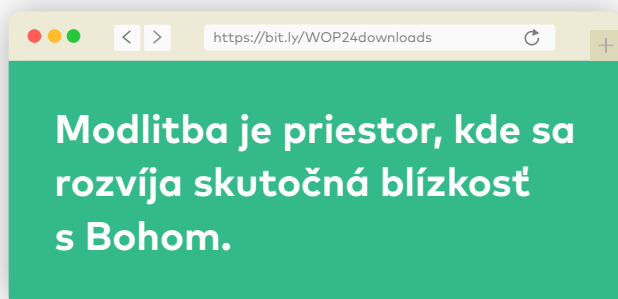 https://bit.ly/WOP24downloads
Modlitba je priestor, kde sa
rozvíja skutočná blízkosť
s Bohom.